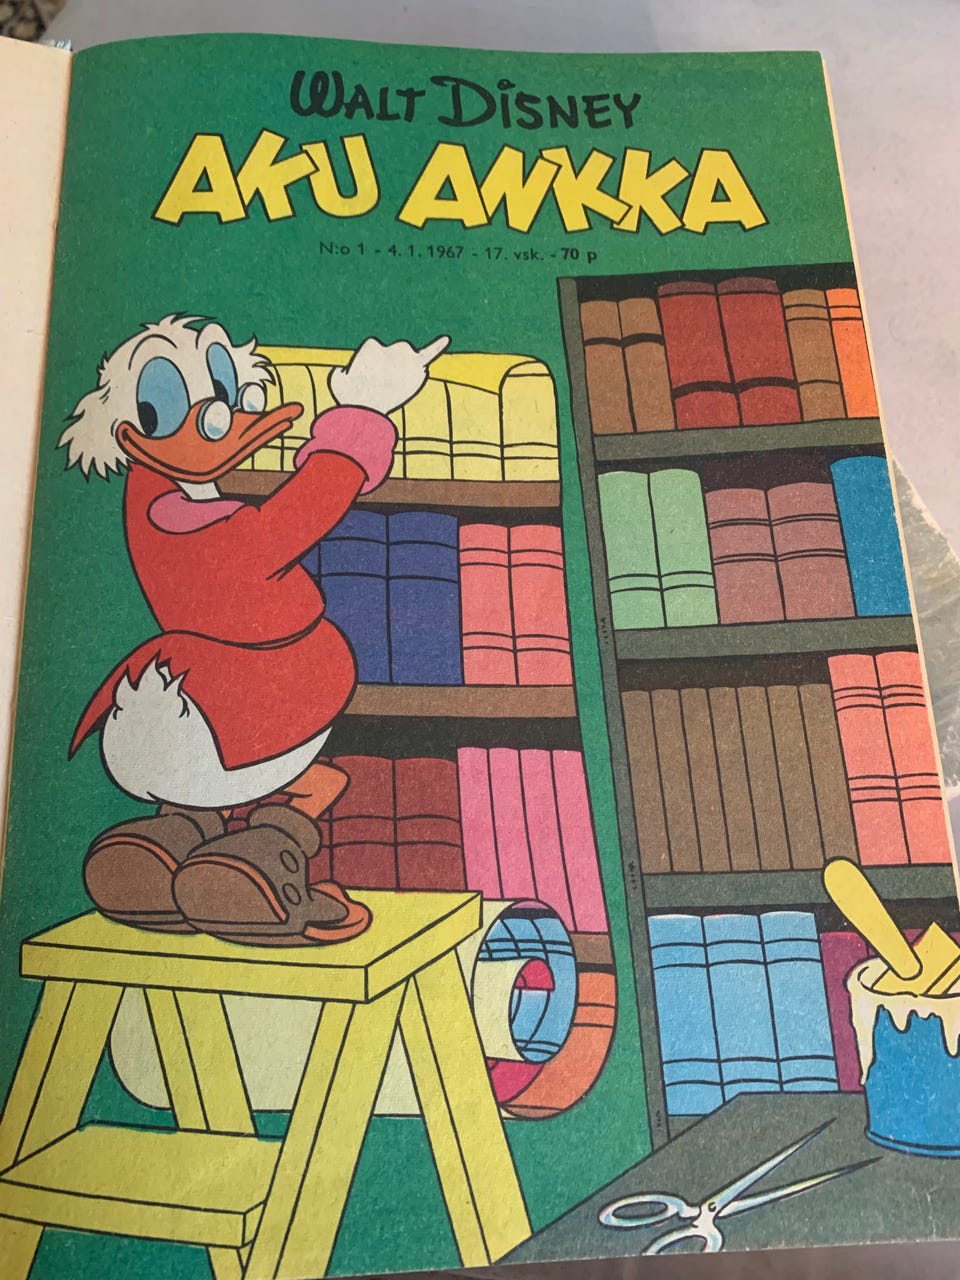 WALT DISNEY
AKU ANKKA
N:o 1 - 4. 1. 1967 - 17. vsk. - 70 p